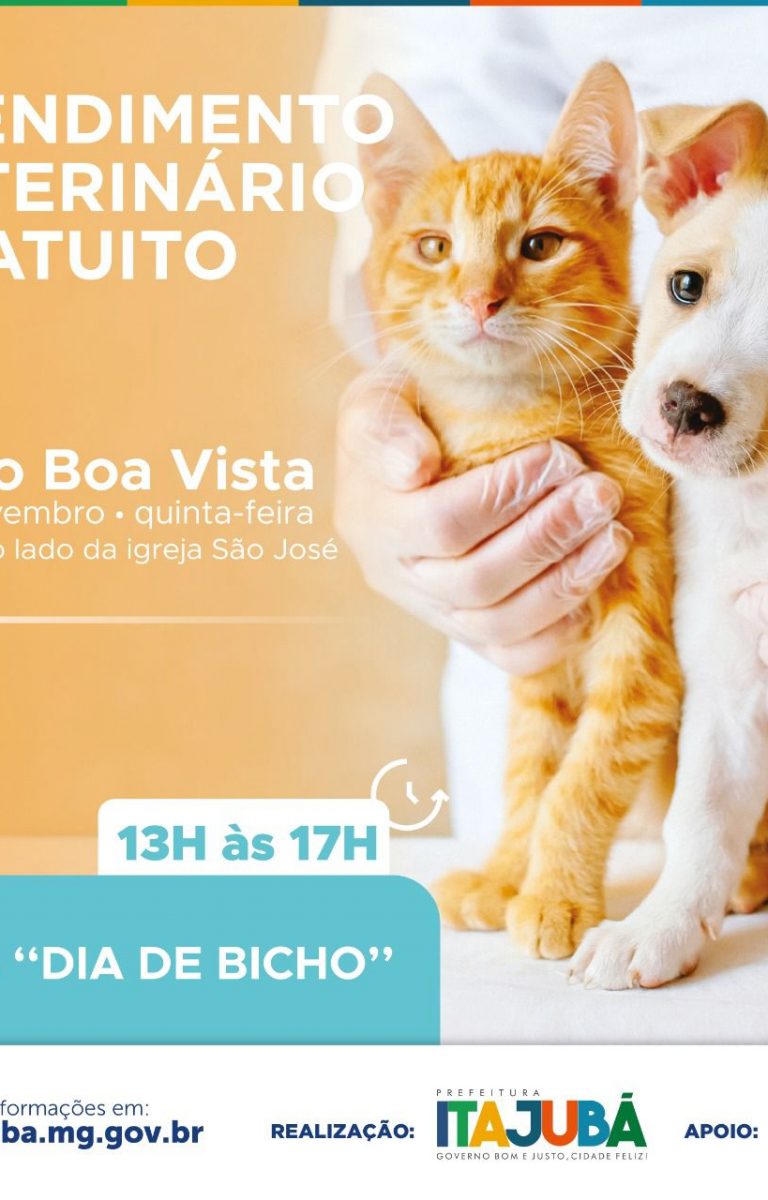 ENDIMENTO
TERINÁRIO
ATUITO
o Boa Vista
vembro • quinta-feira
o lado da igreja São José
13H às 17H
“DIA DE BICHO”
formações em:
ba.mg.gov.br
REALIZAÇÃO:
PREFEITURA
ITAJUBÁ
GOVERNO BOM E JUSTO, CIDADE FELIZ!
APOIO: